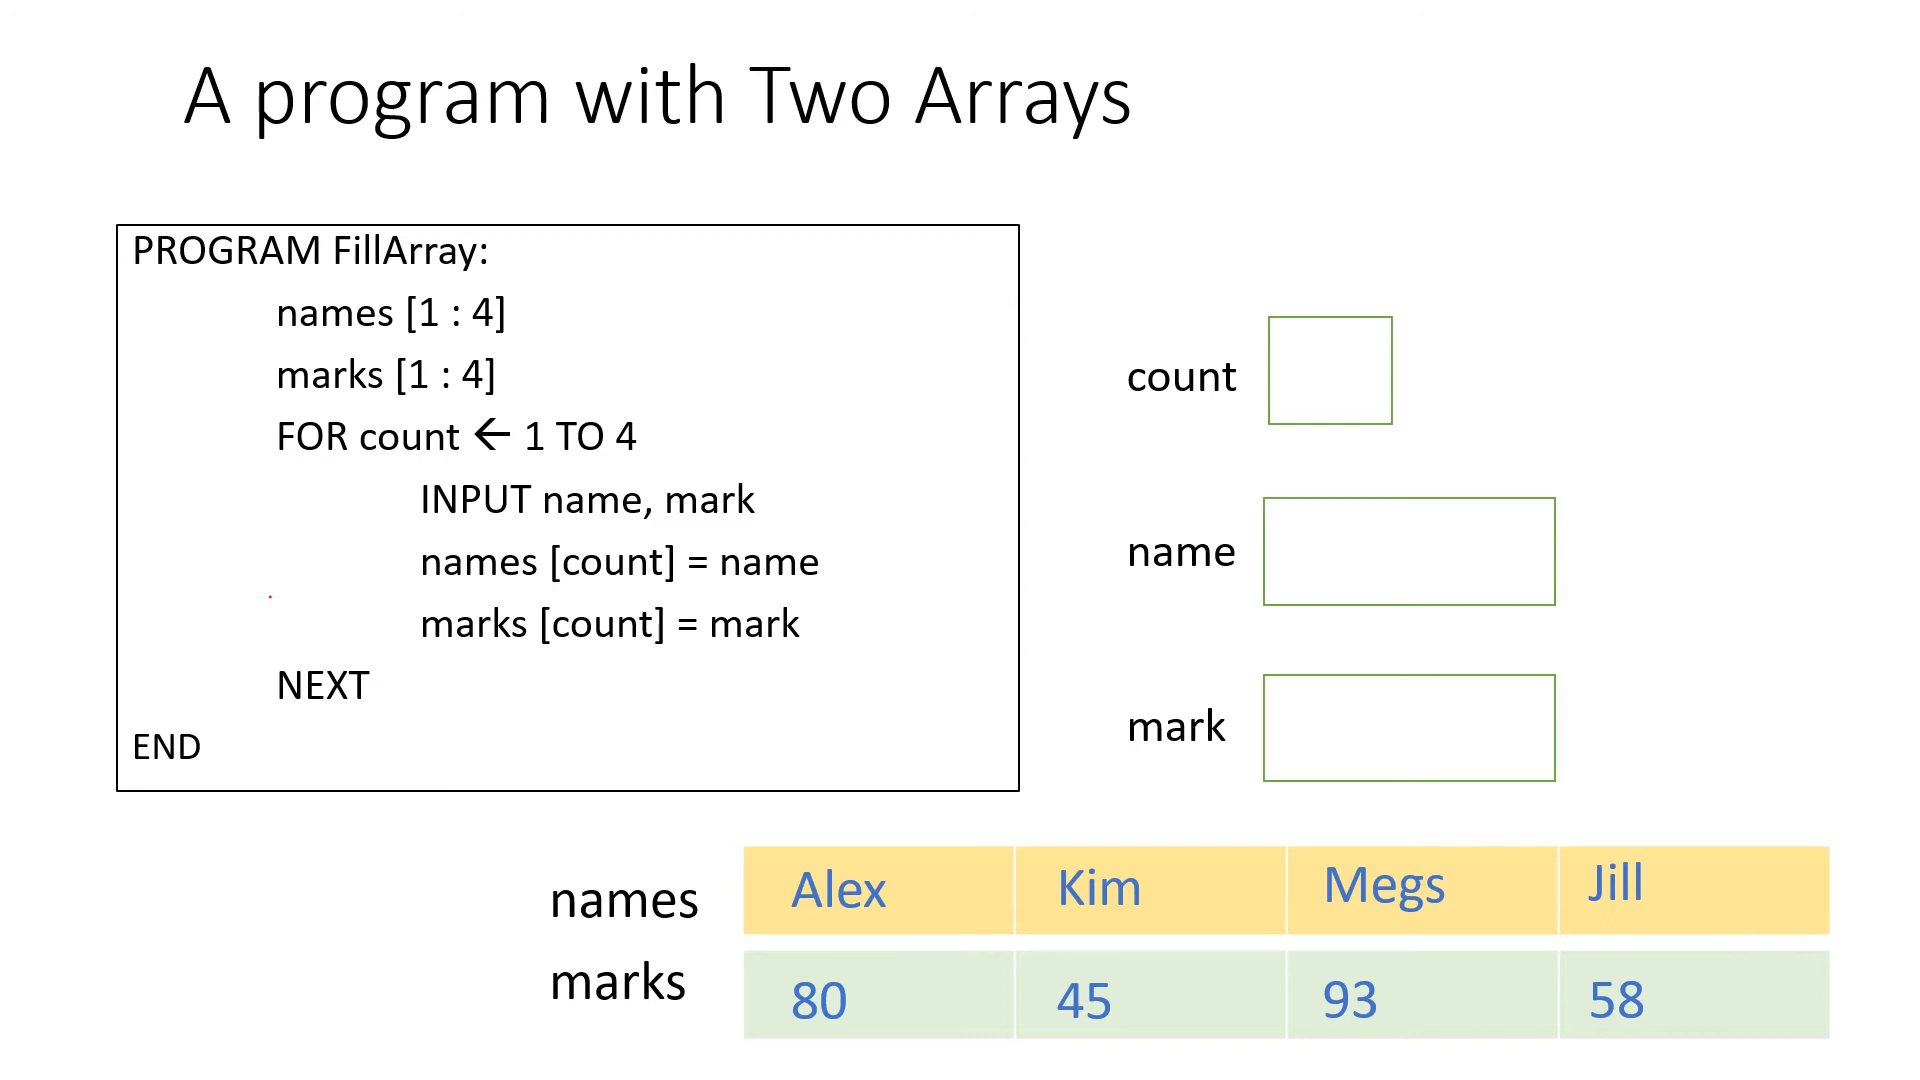 A program with Two Arrays
PROGRAM FillArray:
names [1 : 4]
marks [1 : 4]
FOR count ← 1 TO 4
INPUT name, mark
names [count] = name
marks [count] = mark
NEXT
END
count
name
mark
names Alex Kim Megs Jill
marks 80 45 93 58